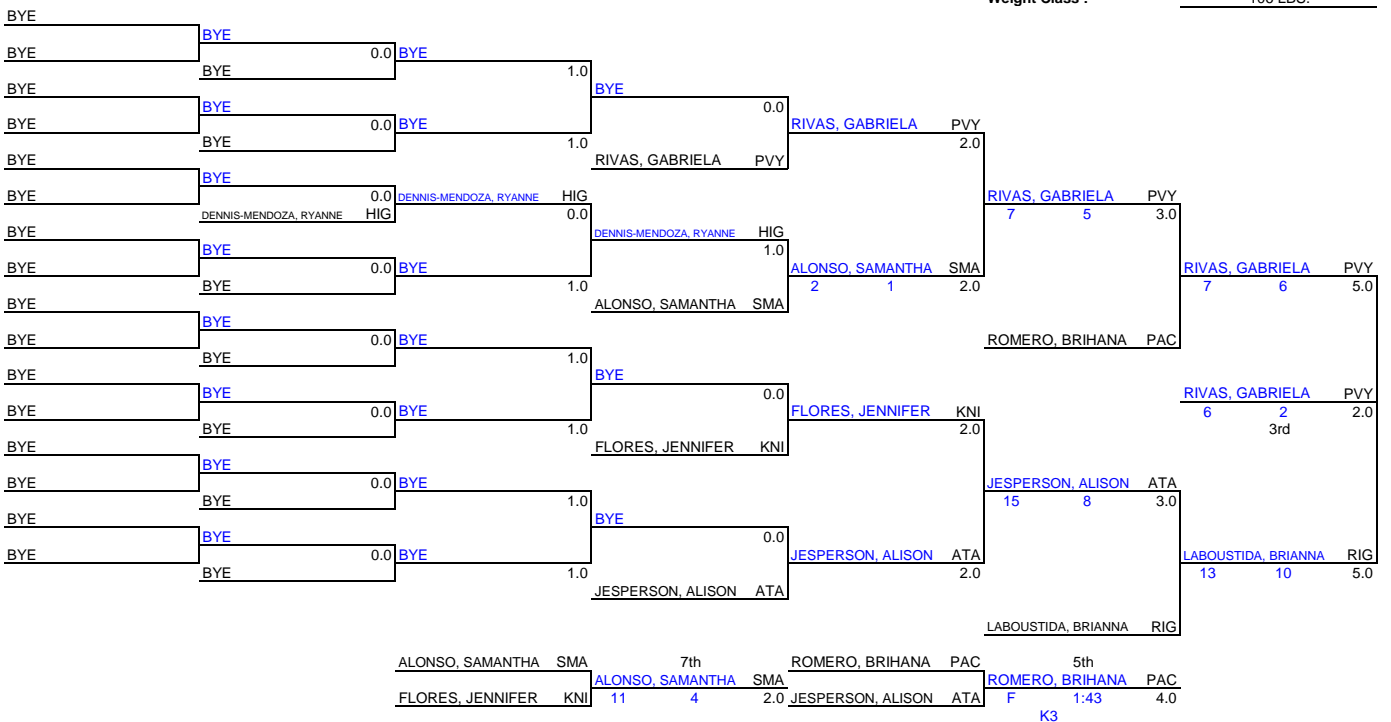 Weight Class :
BYE
BYE
BYE 0.0 BYE
BYE 1.0
BYE BYE
BYE 0.0
BYE 0.0 BYE RIVAS, GABRIELA PVY
BYE 1.0 2.0
BYE RIVAS, GABRIELA PVY
BYE
BYE 0.0 DENNIS-MENDOZA, RYANNE HIG RIVAS, GABRIELA PVY
DENNIS-MENDOZA, RYANNE HIG 0.0 7 5 3.0
BYE DENNIS-MENDOZA, RYANNE HIG
BYE 1.0
BYE 0.0 BYE ALONSO, SAMANTHA SMA RIVAS, GABRIELA PVY
BYE 1.0 2 1 2.0 7 6 5.0
BYE ALONSO, SAMANTHA SMA
BYE
BYE 0.0 BYE ROMERO, BRIHANA PAC
BYE 1.0
BYE BYE
BYE 0.0 RIVAS, GABRIELA PVY
BYE 0.0 BYE FLORES, JENNIFER KNI 6 2 2.0
BYE 1.0 2.0 3rd
BYE FLORES, JENNIFER KNI
BYE
BYE 0.0 BYE JESPERSON, ALISON ATA
BYE 1.0 15 8 3.0
BYE BYE
BYE 0.0
BYE 0.0 BYE JESPERSON, ALISON ATA LABOUSTIDA, BRIANNA RIG
BYE 1.0 2.0 13 10 5.0
JESPERSON, ALISON ATA
LABOUSTIDA, BRIANNA RIG
ALONSO, SAMANTHA SMA 7th ROMERO, BRIHANA PAC 5th
ALONSO, SAMANTHA SMA ROMERO, BRIHANA PAC
FLORES, JENNIFER KNI 11 4 2.0 JESPERSON, ALISON ATA F 1:43 4.0
K3